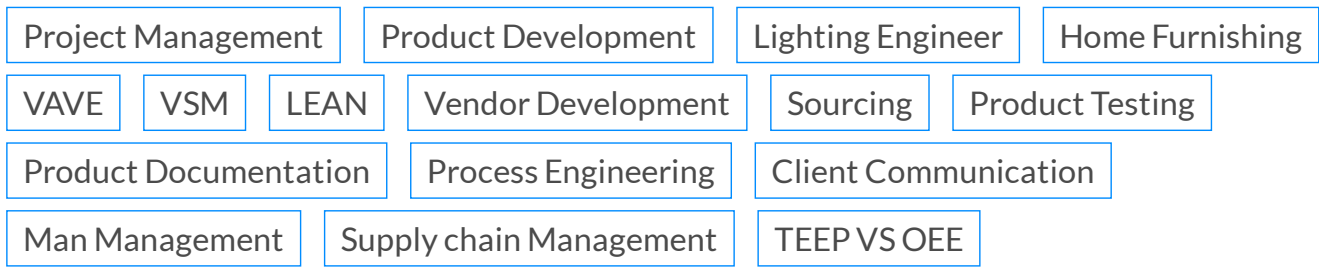 Project Management Product Development Lighting Engineer Home Furnishing
VAVE VSM LEAN Vendor Development Sourcing Product Testing
Product Documentation Process Engineering Client Communication
Man Management Supply chain Management TEEP VS OEE